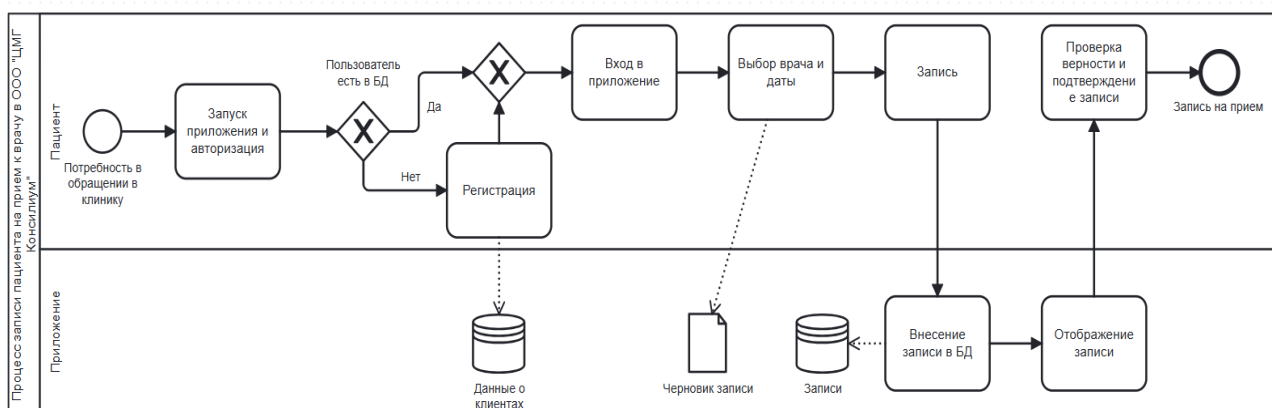 Процесс записи пациента на прием к врачу в ООО "ЦМГ
Консилиум"
Пациент
Потребность в
обращении в
клинику
Запуск
приложения и
авторизация
Пользователь
есть в БД
Да
Нет
Регистрация
Вход в
приложение
Выбор врача и
даты
Запись
Проверка
верности и
подтверждени
е записи
Запись на прием
Приложение
Данные о
клиентах
Черновик записи
Записи
Внесение
записи в БД
Отображение
записи